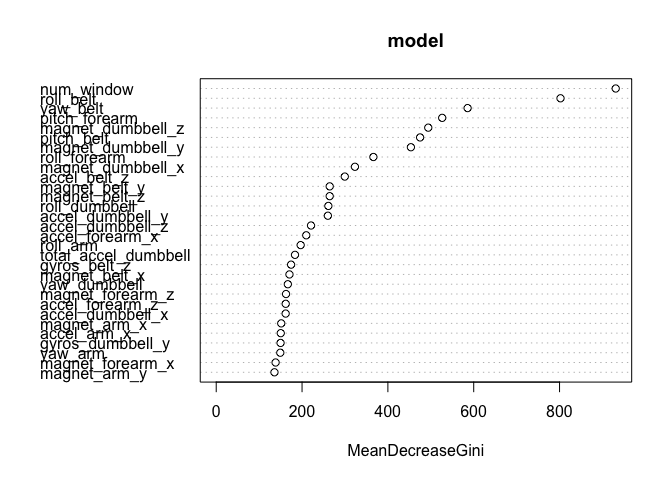 model
num_window
roll_belt
yaw_belt
pitch_forearm
magnet_dumbbell_z
pitch_belt
magnet_dumbbell_y
roll_forearm
magnet_dumbbell_x
accel_belt_z
magnet_belt_y
magnet_belt_z
roll_dumbbell
accel_dumbbell_y
accel_dumbbell_z
accel_forearm_x
roll_arm
total_accel_dumbbell
gyros_belt_z
magnet_belt_x
yaw_dumbbell
magnet_forearm_z
accel_forearm_z
accel_dumbbell_x
magnet_arm_x
accel_arm_x
gyros_dumbbell_y
yaw_arm
magnet_forearm_x
magnet_arm_y
0 200 400 600 800
MeanDecreaseGini